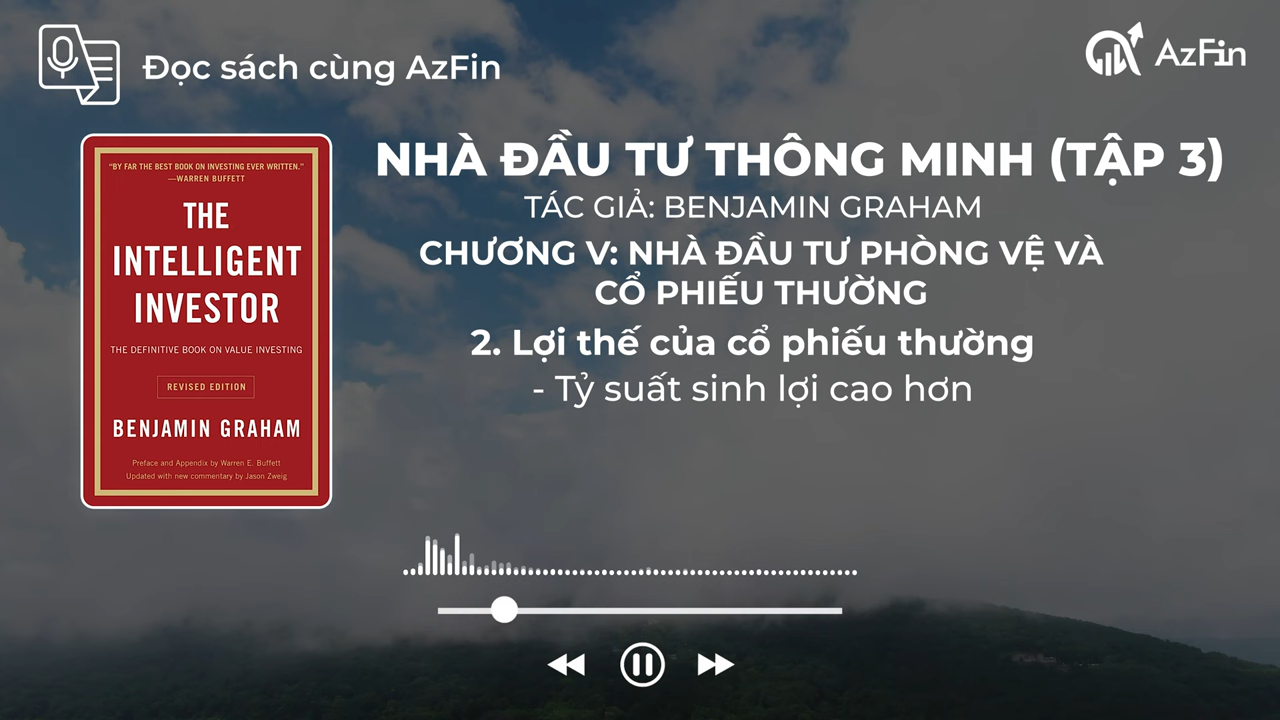 Đọc sách cùng AzFin
AzFin
"BY FAR THE BEST BOOK ON INVESTING EVER WRITTEN."
—WARREN BUFFETT
THE
INTELLIGENT
INVESTOR
THE DEFINITIVE BOOK ON VALUE INVESTING
REVISED EDITION
BENJAMIN GRAHAM
Preface and Appendix by Warren E. Buffett
Updated with new commentary by Jason Zweig
NHÀ ĐẦU TƯ THÔNG MINH (TẬP 3)
TÁC GIẢ: BENJAMIN GRAHAM
CHƯƠNG V: NHÀ ĐẦU TƯ PHÒNG VỆ VÀ
CỔ PHIẾU THƯỜNG
2. Lợi thế của cổ phiếu thường
- Tỷ suất sinh lợi cao hơn